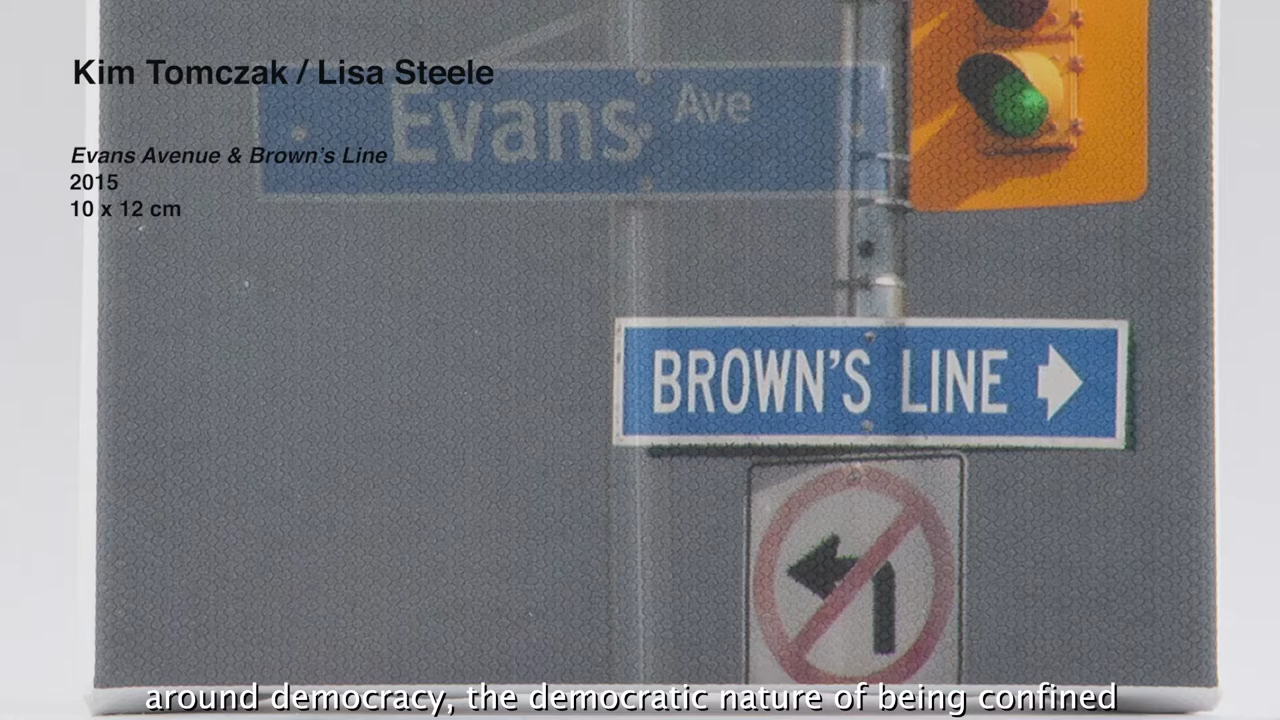 Kim Tomczak / Lisa Steele
Evans Ave
Evans Avenue & Brown's Line
2015
10 x 12 cm
BROWN'S LINE
around democracy, the democratic nature of being confined